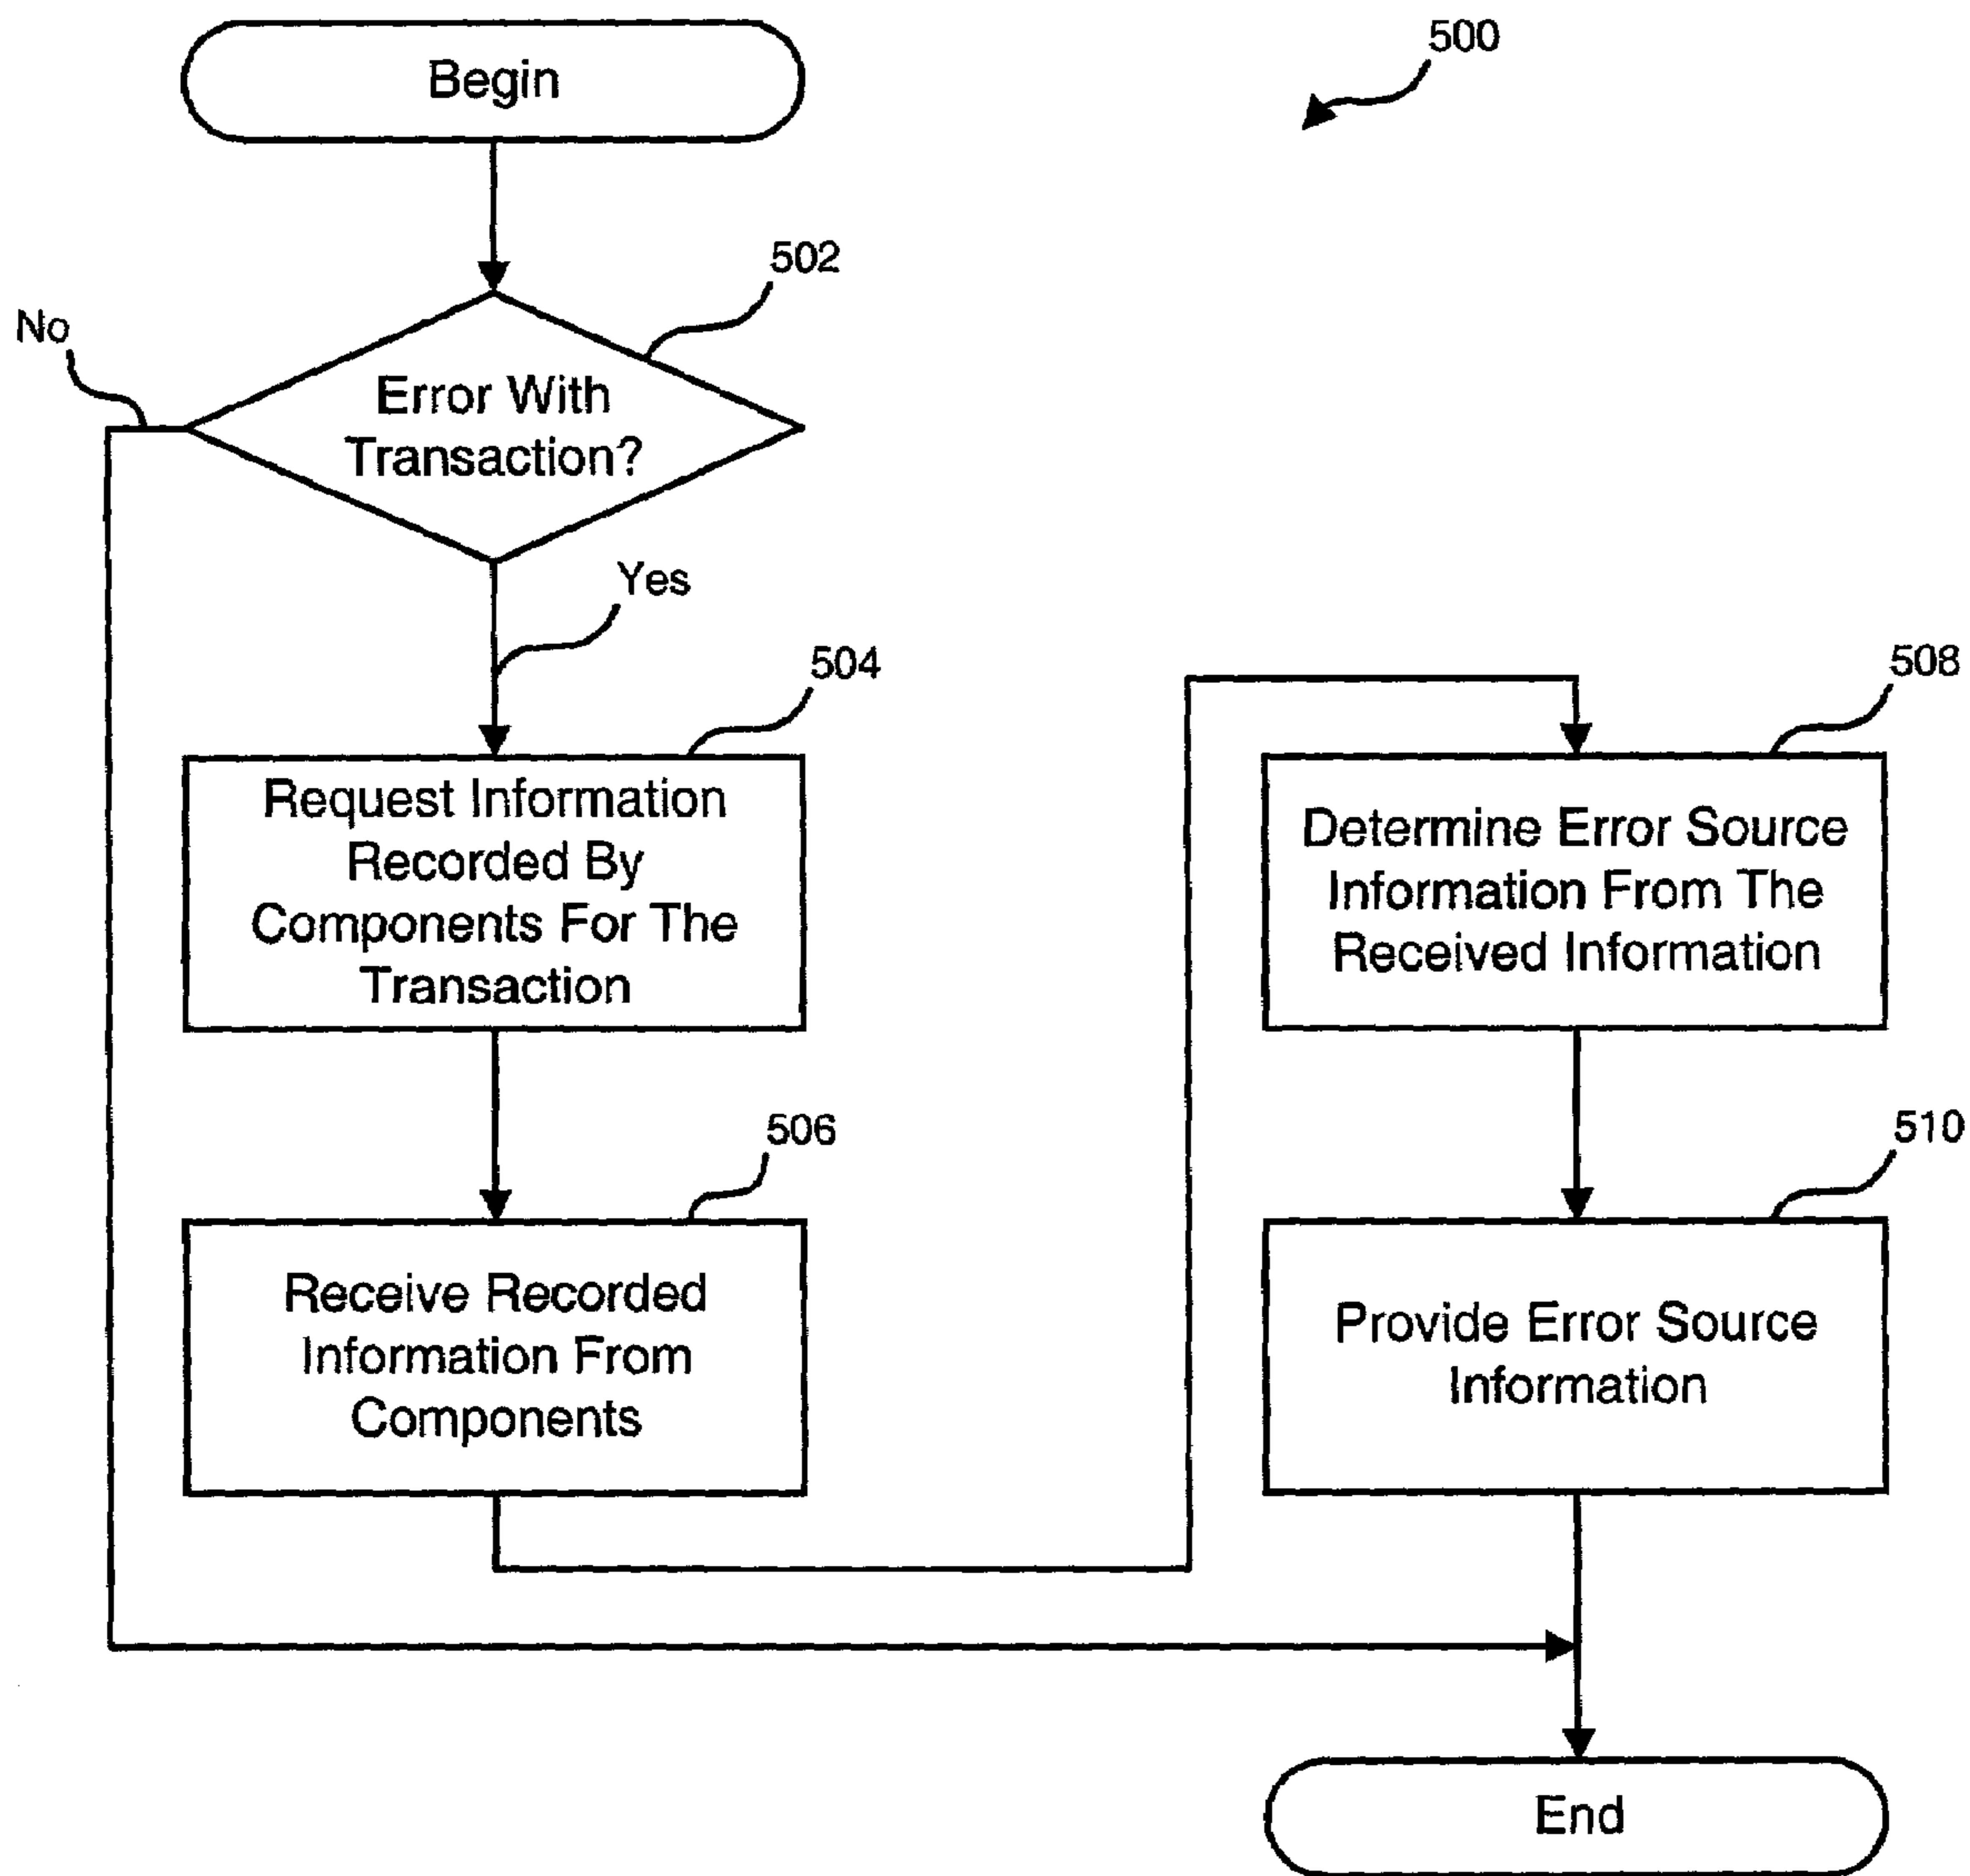 Begin
500
502
No
Error With
Transaction?
Yes
504
Request Information
Recorded By
Components For The
Transaction
506
Receive Recorded
Information From
Components
508
Determine Error Source
Information From The
Received Information
510
Provide Error Source
Information
End